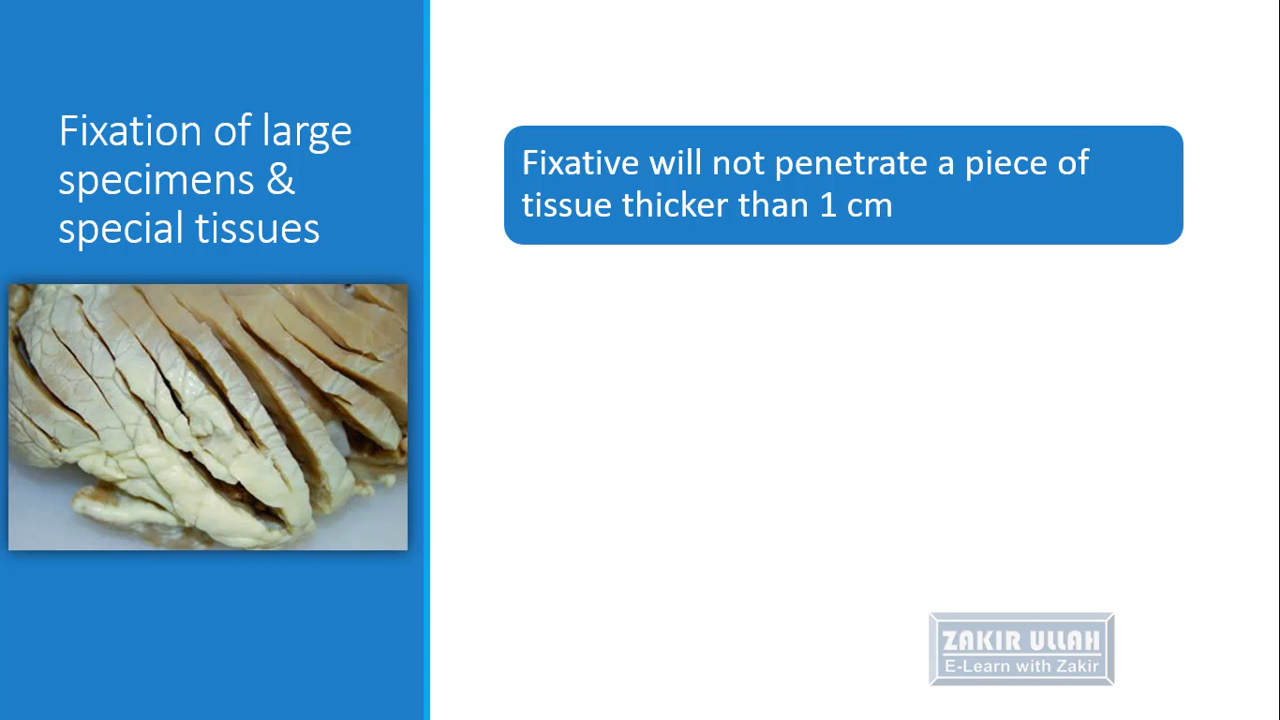 Fixation of large
specimens &
special tissues
Fixative will not penetrate a piece of
tissue thicker than 1 cm
ZAKIR ULLAH
E-Learn with Zakir